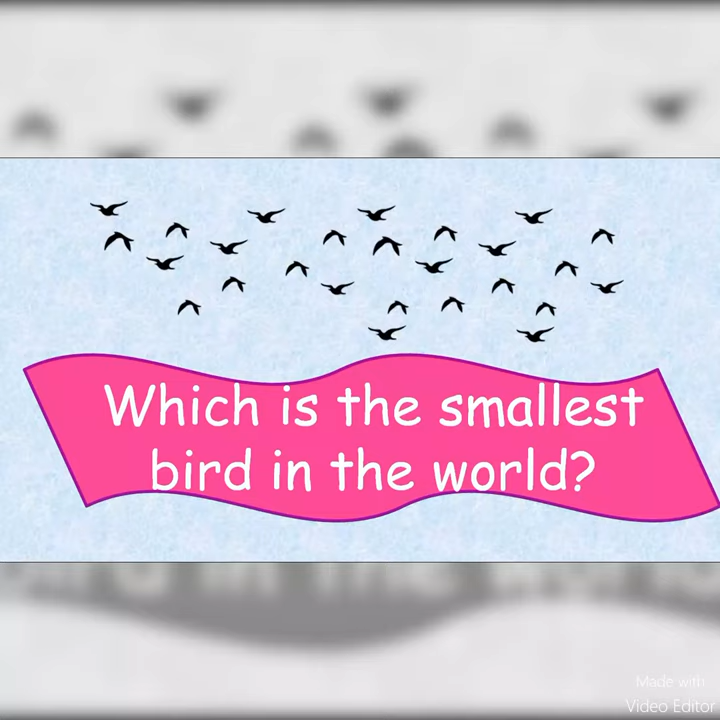 Which is the smallest
bird in the world?
Made with
Video Editor